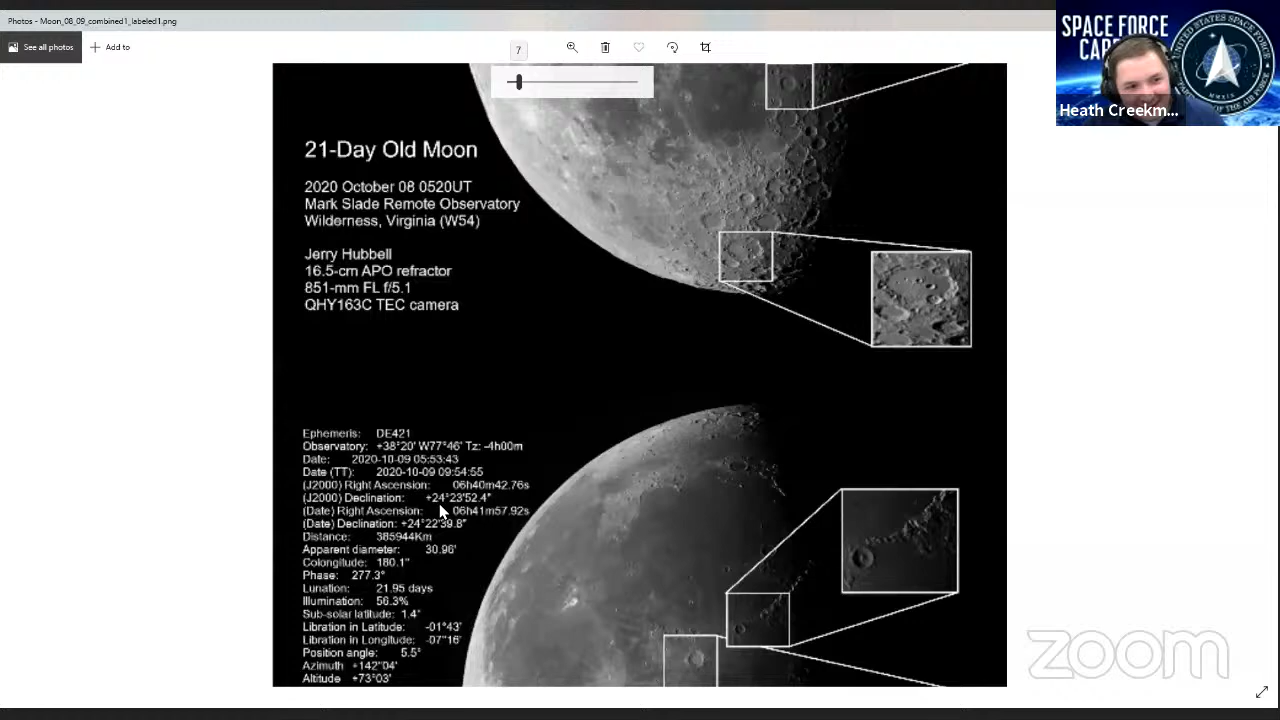 Photos - Moon_08_09_combined1_labeled1.png
See all photos
Add to
7
SPACE FORCE
UNITED STATES SPACE FORCE
MMXIX
Heath Creekm...
21-Day Old Moon
2020 October 08 0520UT
Mark Slade Remote Observatory
Wilderness, Virginia (W54)
Jerry Hubbell
16.5-cm APO refractor
851-mm FL f/5.1
QHY163C TEC camera
Ephemeris: DE421
Observatory: +38°20' W77°46' Tz: -4h00m
Date: 2020-10-09 05:53:43
Date (TT): 2020-10-09 09:54:55
(J2000) Right Ascension: 06h40m42.76s
(J2000) Declination: +24°23'52.4"
(Date) Right Ascension: 06h41m57.92s
(Date) Declination: +24°22'39.8"
Distance: 385944Km
Apparent diameter: 30.96'
Colongitude: 180.1°
Phase: 277.3°
Lunation: 21.95 days
Illumination: 56.3%
Sub-solar latitude: 1.4°
Libration in Latitude: -01°43'
Libration in Longitude: -07°16'
Position angle: 5.5°
Azimuth +142°04'
Altitude +73°03'
zoom